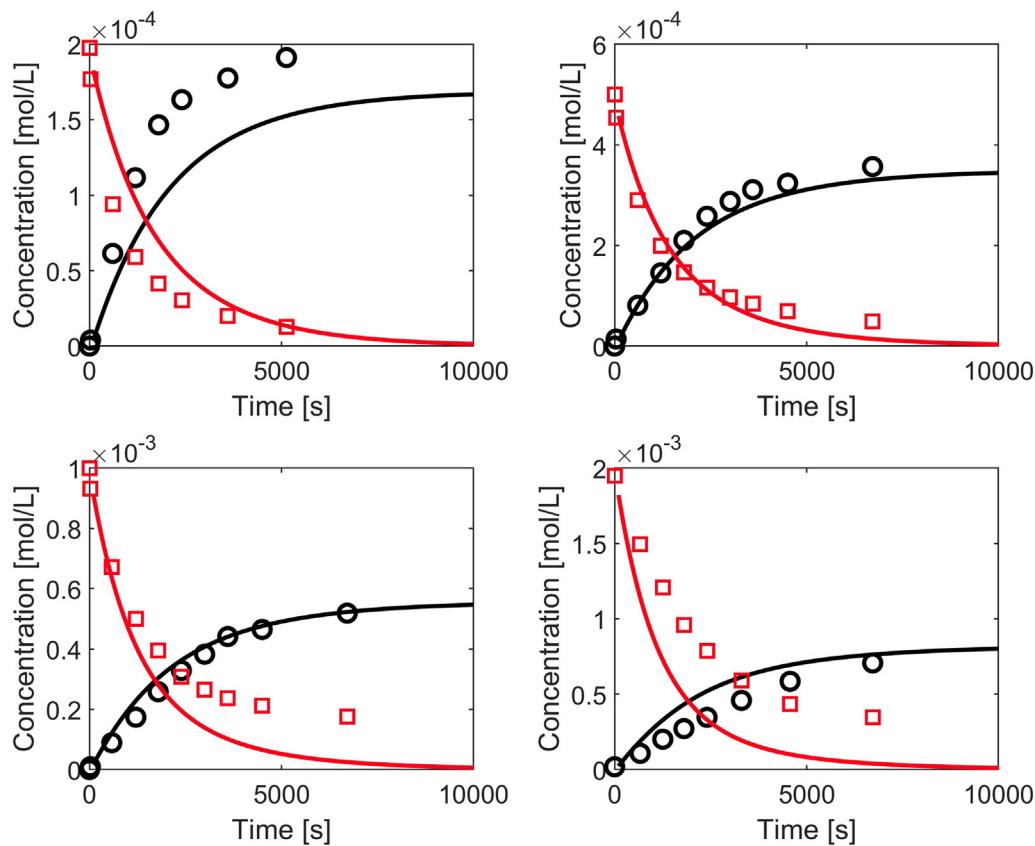 ×10⁻⁴
2
1.5
1
0.5
0
Concentration [mol/L]
0 5000 10000
Time [s]
×10⁻⁴
6
4
2
0
Concentration [mol/L]
0 5000 10000
Time [s]
×10⁻³
1
0.8
0.6
0.4
0.2
0
Concentration [mol/L]
0 5000 10000
Time [s]
×10⁻³
2
1.5
1
0.5
0
Concentration [mol/L]
0 5000 10000
Time [s]